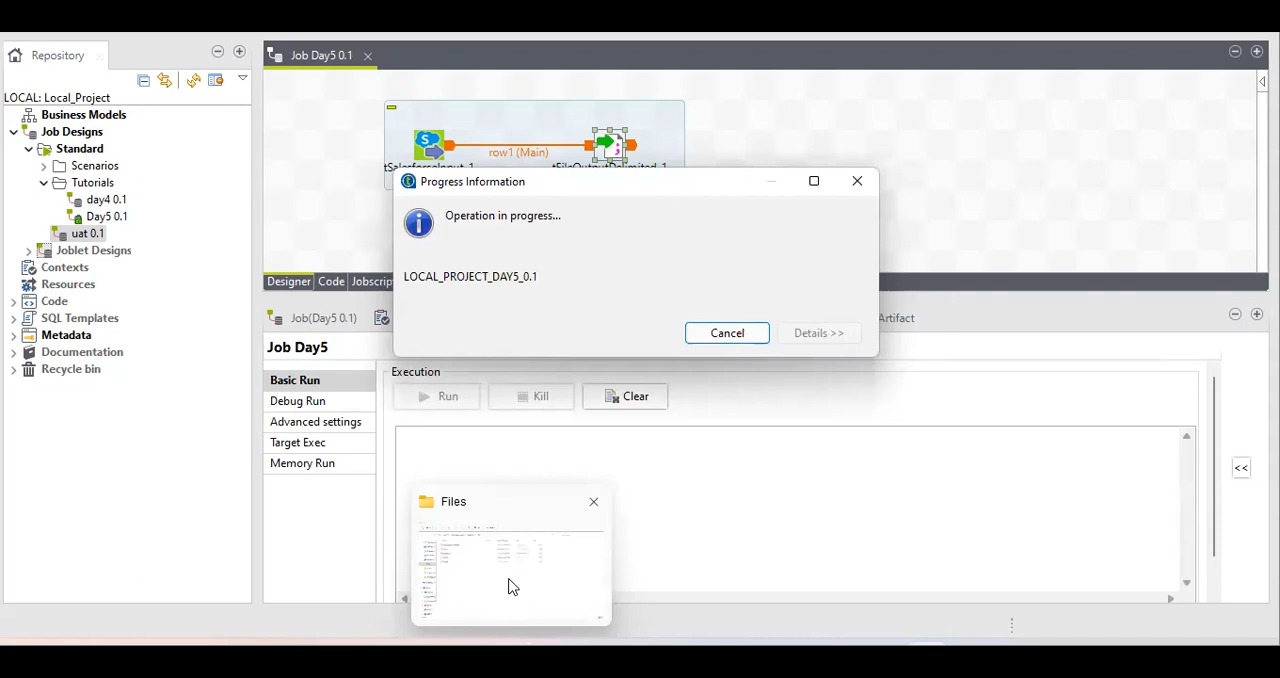 Repository
Job Day5 0.1
LOCAL: Local_Project
Business Models
Job Designs
Standard
Scenarios
Tutorials
day4 0.1
Day5 0.1
uat 0.1
Joblet Designs
Contexts
Resources
Code
SQL Templates
Metadata
Documentation
Recycle bin
row1 (Main)
tSalesforceInput_1
tFileOutputDelimited_1
Progress Information
Operation in progress...
LOCAL_PROJECT_DAY5_0.1
Cancel
Details >>
Designer
Code
Jobscrip
Job(Day5 0.1)
Artifact
Job Day5
Basic Run
Debug Run
Advanced settings
Target Exec
Memory Run
Execution
Run
Kill
Clear
<<
Files